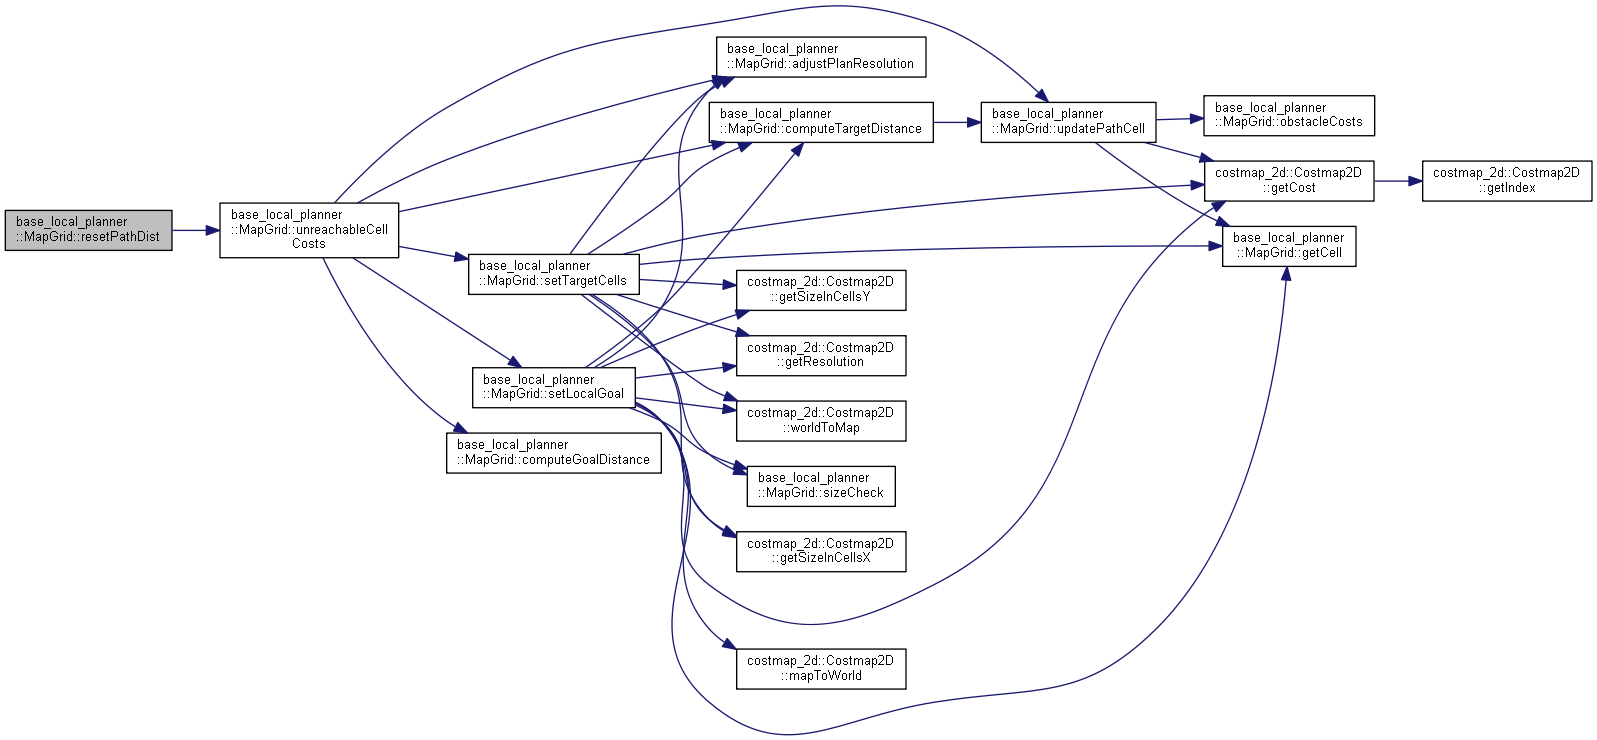 base_local_planner
::MapGrid::resetPathDist
base_local_planner
::MapGrid::unreachableCell
Costs
base_local_planner
::MapGrid::adjustPlanResolution
base_local_planner
::MapGrid::computeTargetDistance
base_local_planner
::MapGrid::updatePathCell
base_local_planner
::MapGrid::obstacleCosts
costmap_2d::Costmap2D
::getCost
costmap_2d::Costmap2D
::getIndex
base_local_planner
::MapGrid::getCell
base_local_planner
::MapGrid::setTargetCells
costmap_2d::Costmap2D
::getSizeInCellsY
costmap_2d::Costmap2D
::getResolution
base_local_planner
::MapGrid::setLocalGoal
costmap_2d::Costmap2D
::worldToMap
base_local_planner
::MapGrid::computeGoalDistance
base_local_planner
::MapGrid::sizeCheck
costmap_2d::Costmap2D
::getSizeInCellsX
costmap_2d::Costmap2D
::mapToWorld